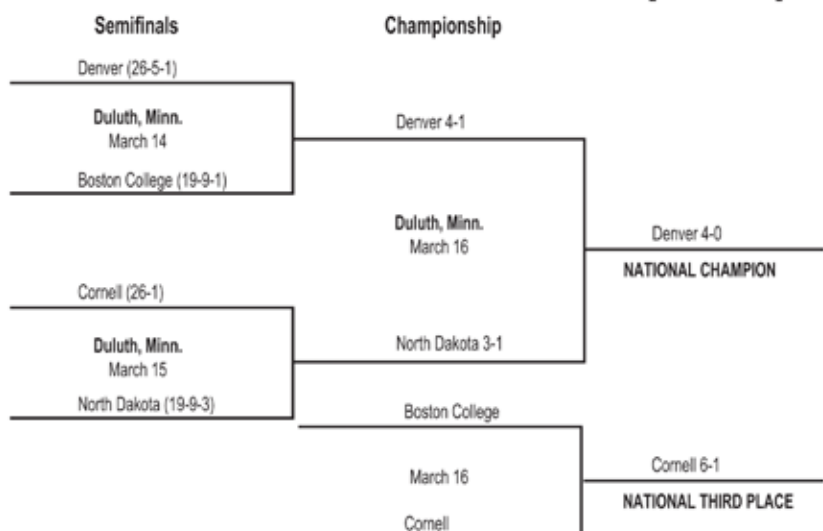 Semifinals
Championship
Denver (26-5-1)
Duluth, Minn.
March 14
Boston College (19-9-1)
Denver 4-1
Duluth, Minn.
March 16
Denver 4-0
NATIONAL CHAMPION
Cornell (26-1)
Duluth, Minn.
March 15
North Dakota (19-9-3)
North Dakota 3-1
Boston College
March 16
Cornell
Cornell 6-1
NATIONAL THIRD PLACE